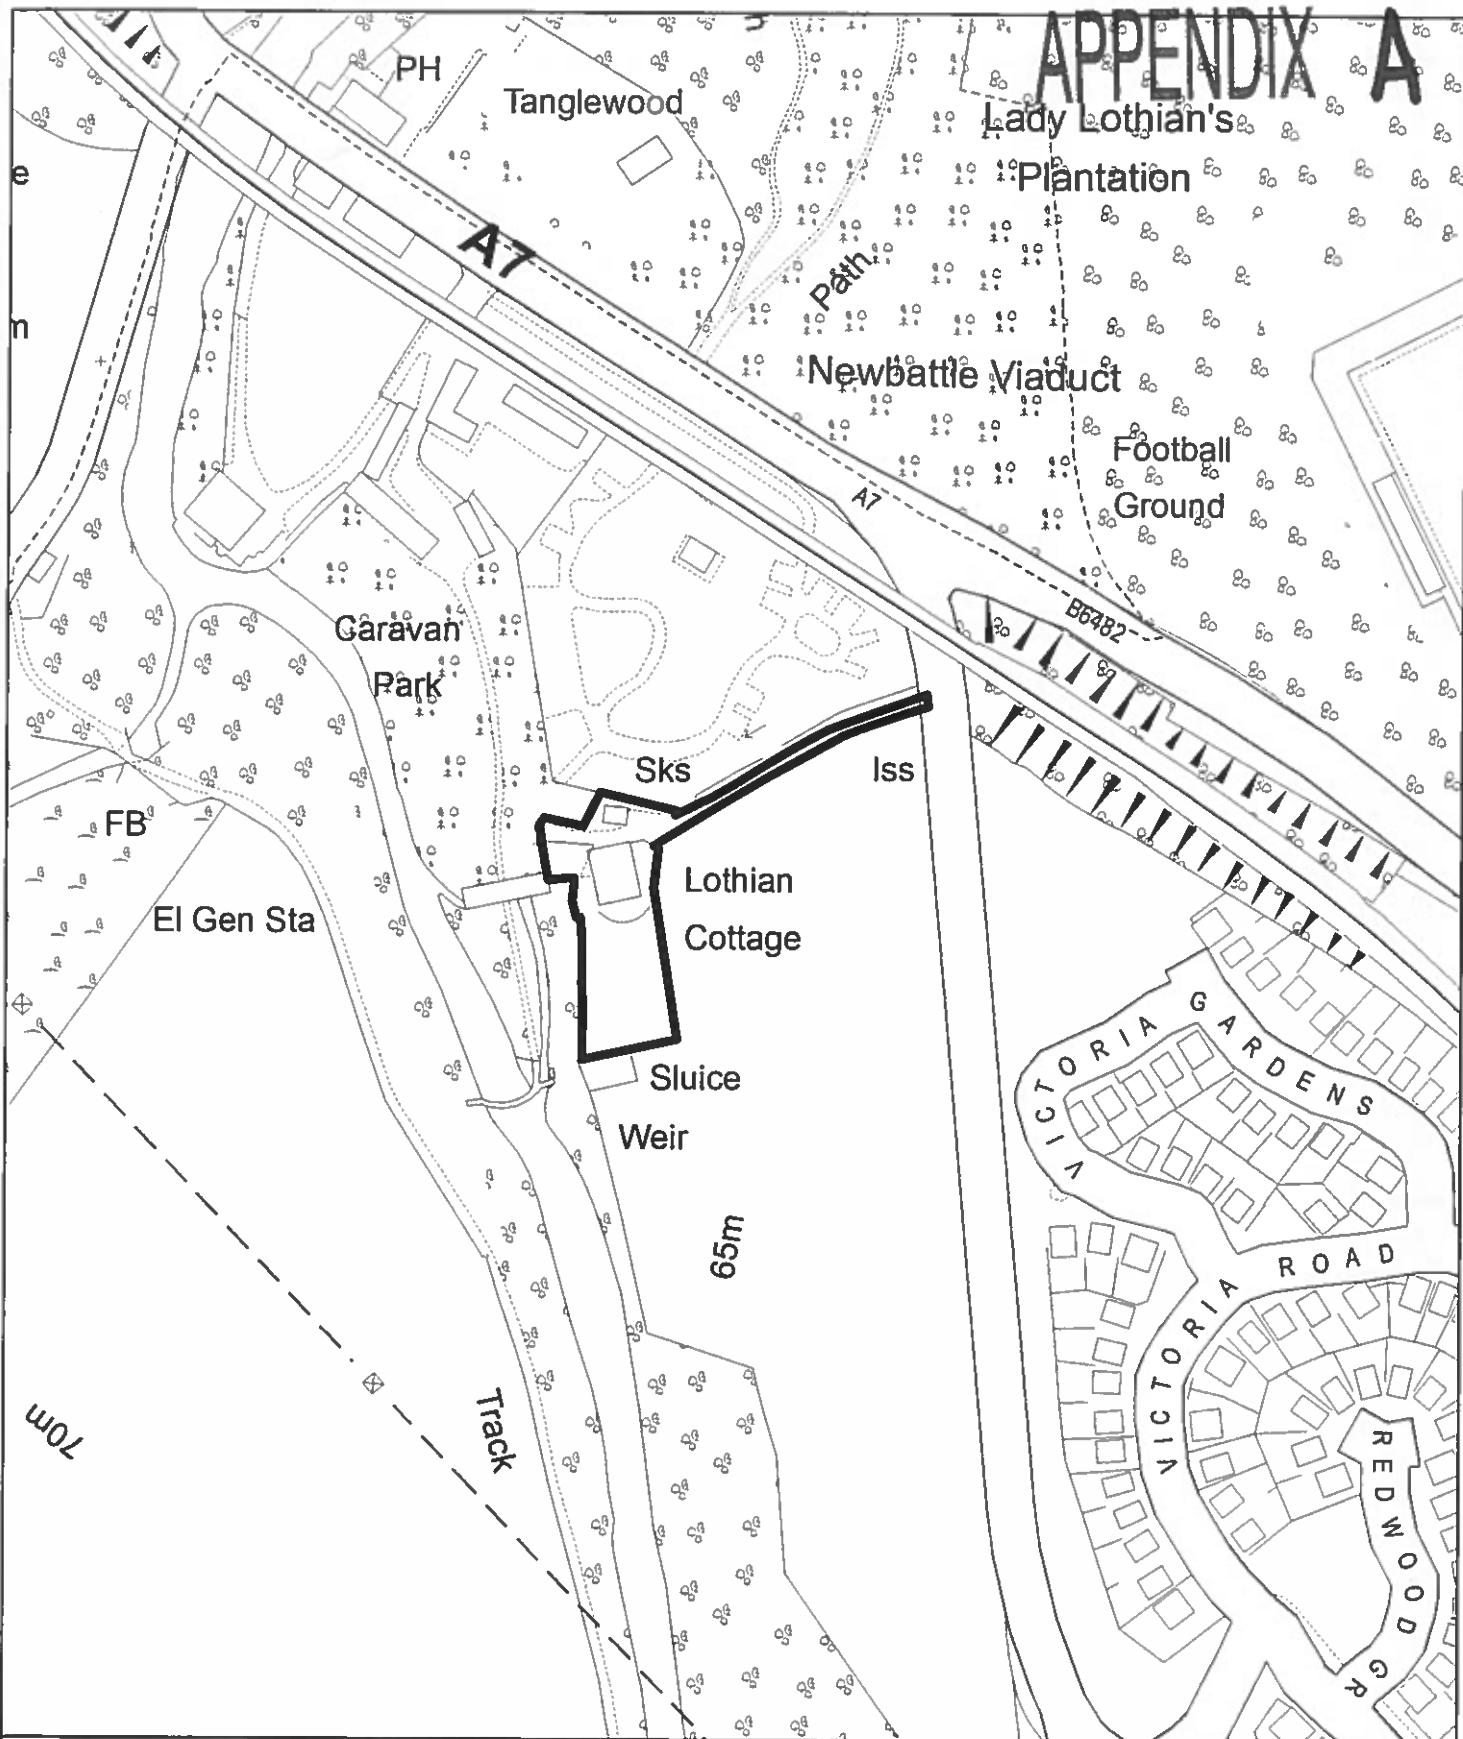 APPENDIX A
PH
Tanglewood
Lady Lothian's
Plantation
e
A7
Path
m
Newbattle Viaduct
Football
Ground
A7
B6482
Caravan
Park
Sks
Iss
FB
El Gen Sta
Lothian
Cottage
VICTORIA GARDENS
Sluice
Weir
65m
VICTORIA ROAD
Track
70m
REDWOOD GR